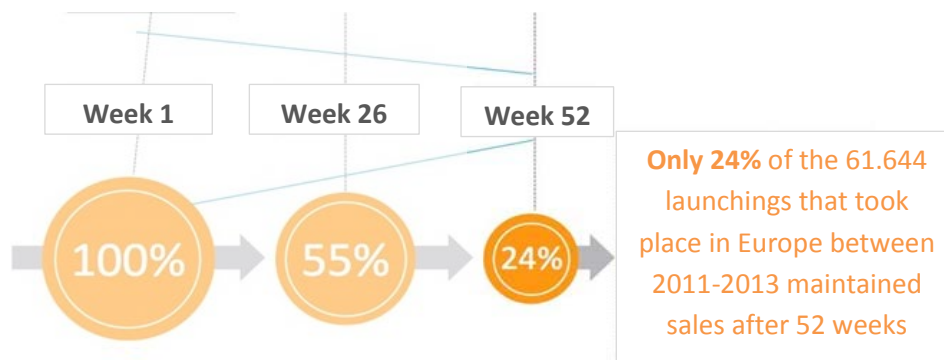 Week 1
Week 26
Week 52
100%
55%
24%
Only 24% of the 61.644
launchings that took
place in Europe between
2011-2013 maintained
sales after 52 weeks